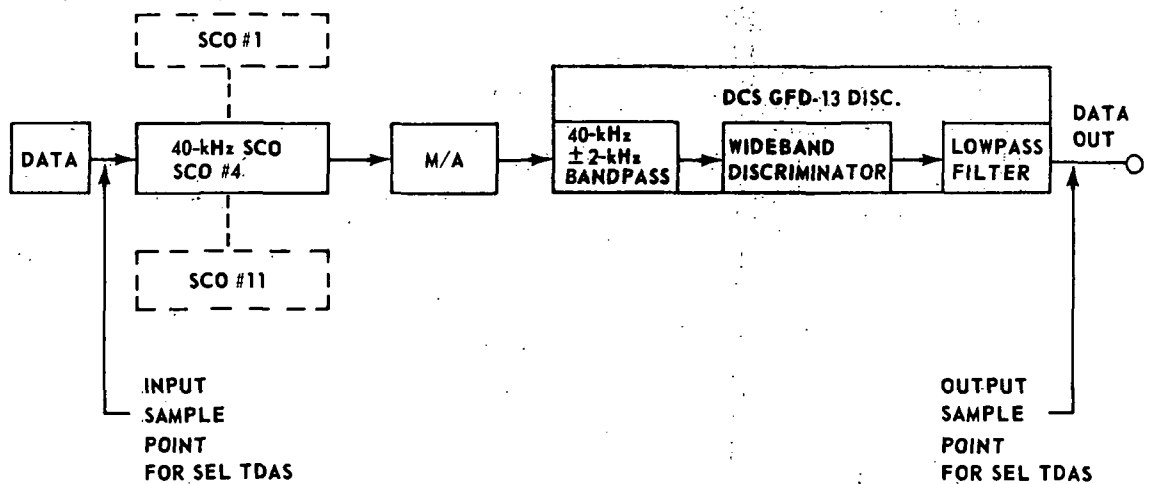 SCO #1
DCS GFD-13 DISC.
DATA
OUT
DATA
40-kHz SCO
SCO #4
M/A
40-kHz
±2-kHz
BANDPASS
WIDEBAND
DISCRIMINATOR
LOWPASS
FILTER
SCO #11
INPUT
SAMPLE
POINT
FOR SEL TDAS
OUTPUT
SAMPLE
POINT
FOR SEL TDAS